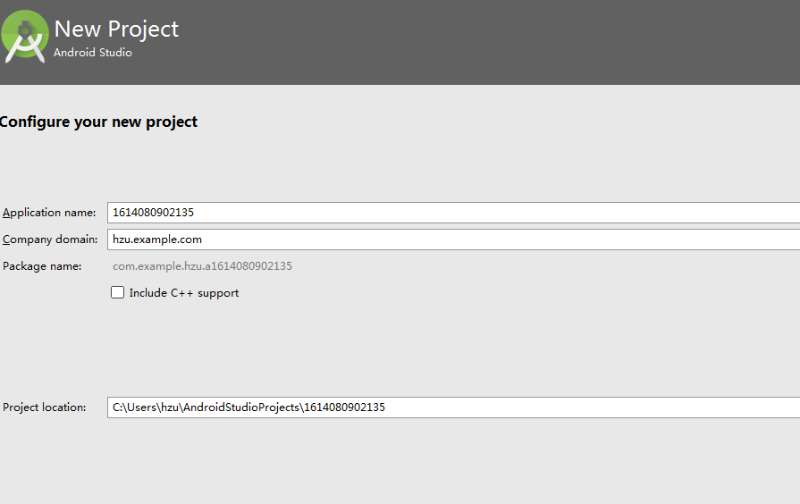 New Project
Android Studio
Configure your new project
Application name: 1614080902135
Company domain: hzu.example.com
Package name: com.example.hzu.a1614080902135
Include C++ support
Project location: C:\Users\hzu\AndroidStudioProjects\1614080902135